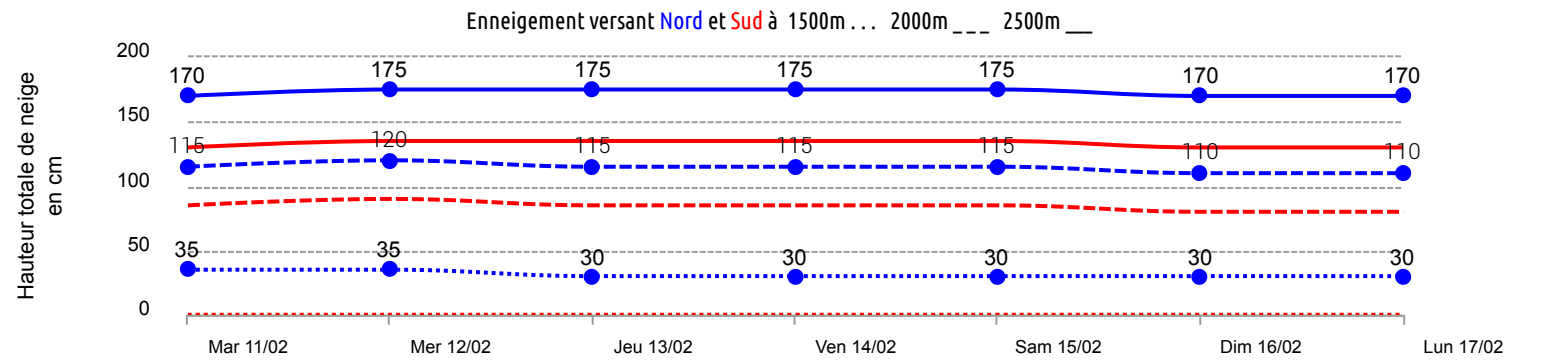 Enneigement versant Nord et Sud à 1500m . . . 2000m _ _ _ 2500m __
Hauteur totale de neige
en cm
200
170 175 175 175 175 170 170
150
115 120 115 115 115 110 110
100
50
35 35 30 30 30 30 30
0
Mar 11/02 Mer 12/02 Jeu 13/02 Ven 14/02 Sam 15/02 Dim 16/02 Lun 17/02